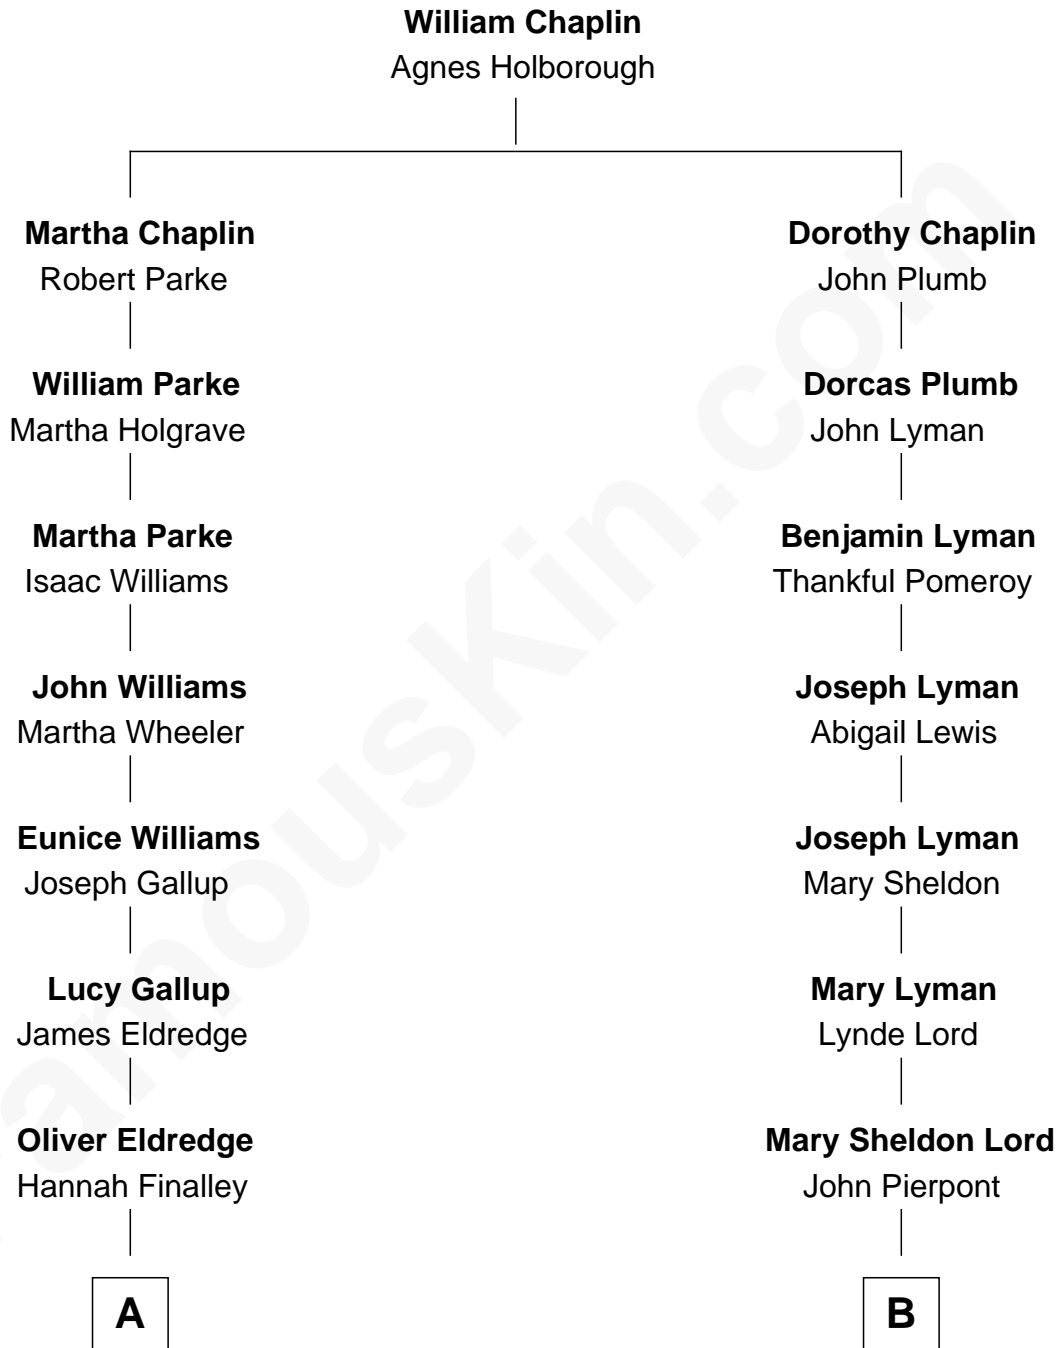 William Chaplin
Agnes Holborough
Martha Chaplin
Robert Parke
Dorothy Chaplin
John Plumb
William Parke
Martha Holgrave
Dorcas Plumb
John Lyman
Martha Parke
Isaac Williams
Benjamin Lyman
Thankful Pomeroy
John Williams
Martha Wheeler
Joseph Lyman
Abigail Lewis
Eunice Williams
Joseph Gallup
Joseph Lyman
Mary Sheldon
Lucy Gallup
James Eldredge
Mary Lyman
Lynde Lord
Oliver Eldredge
Hannah Finalley
Mary Sheldon Lord
John Pierpont
A
B
amouskin.com